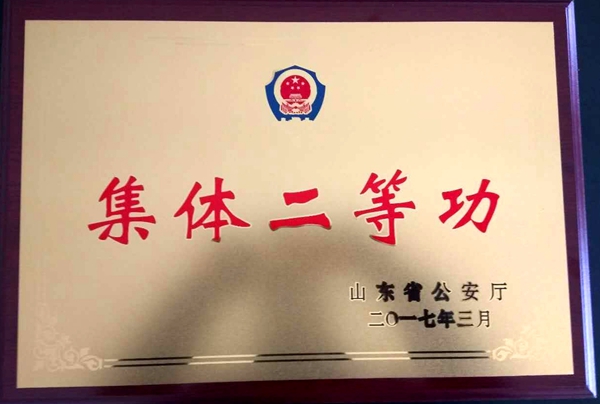 集体二等功
山东省公安厅
二〇一七年三月